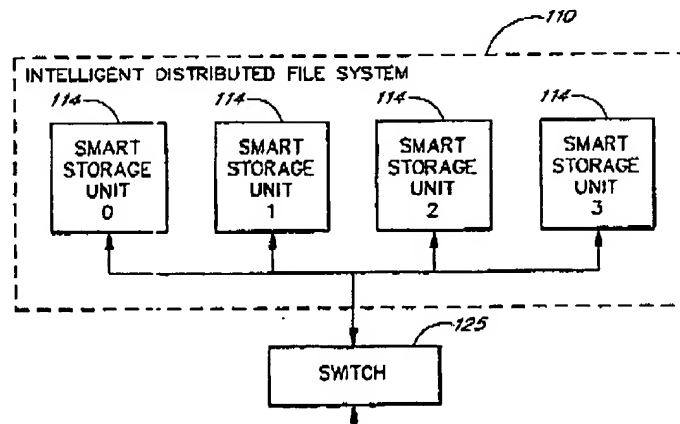 110
INTELLIGENT DISTRIBUTED FILE SYSTEM
114 114 114 114
SMART STORAGE UNIT 0
SMART STORAGE UNIT 1
SMART STORAGE UNIT 2
SMART STORAGE UNIT 3
125
SWITCH